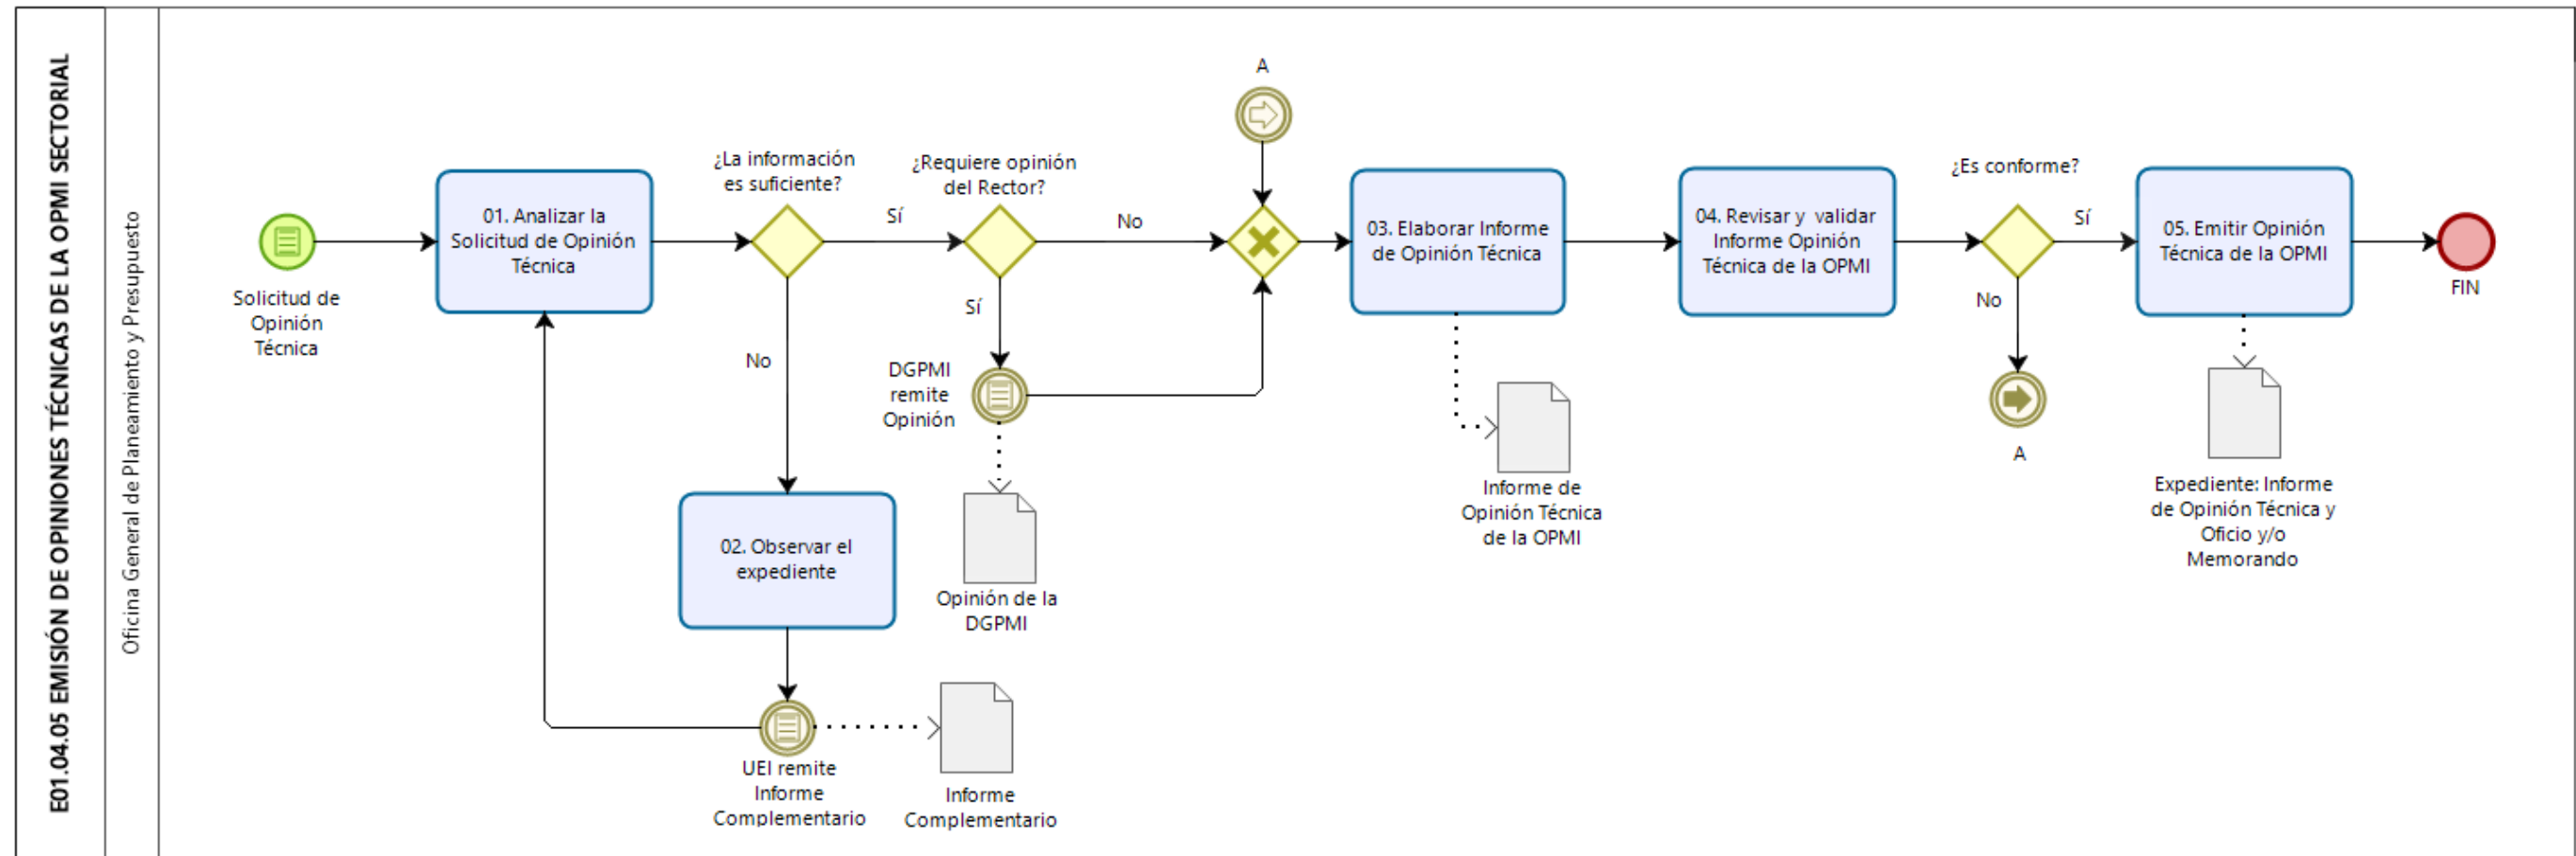 E01.04.05 EMISIÓN DE OPINIONES TÉCNICAS DE LA OPMI SECTORIAL
Oficina General de Planeamiento y Presupuesto
Solicitud de
Opinión
Técnica
01. Analizar la
Solicitud de Opinión
Técnica
¿La información
es suficiente?
Sí
No
02. Observar el
expediente
UEI remite
Informe
Complementario
Informe
Complementario
¿Requiere opinión
del Rector?
No
Sí
DGPMI
remite
Opinión
Opinión de la
DGPMI
A
03. Elaborar Informe
de Opinión Técnica
Informe de
Opinión Técnica
de la OPMI
04. Revisar y validar
Informe Opinión
Técnica de la OPMI
¿Es conforme?
Sí
No
A
05. Emitir Opinión
Técnica de la OPMI
Expediente: Informe
de Opinión Técnica y
Oficio y/o
Memorando
FIN